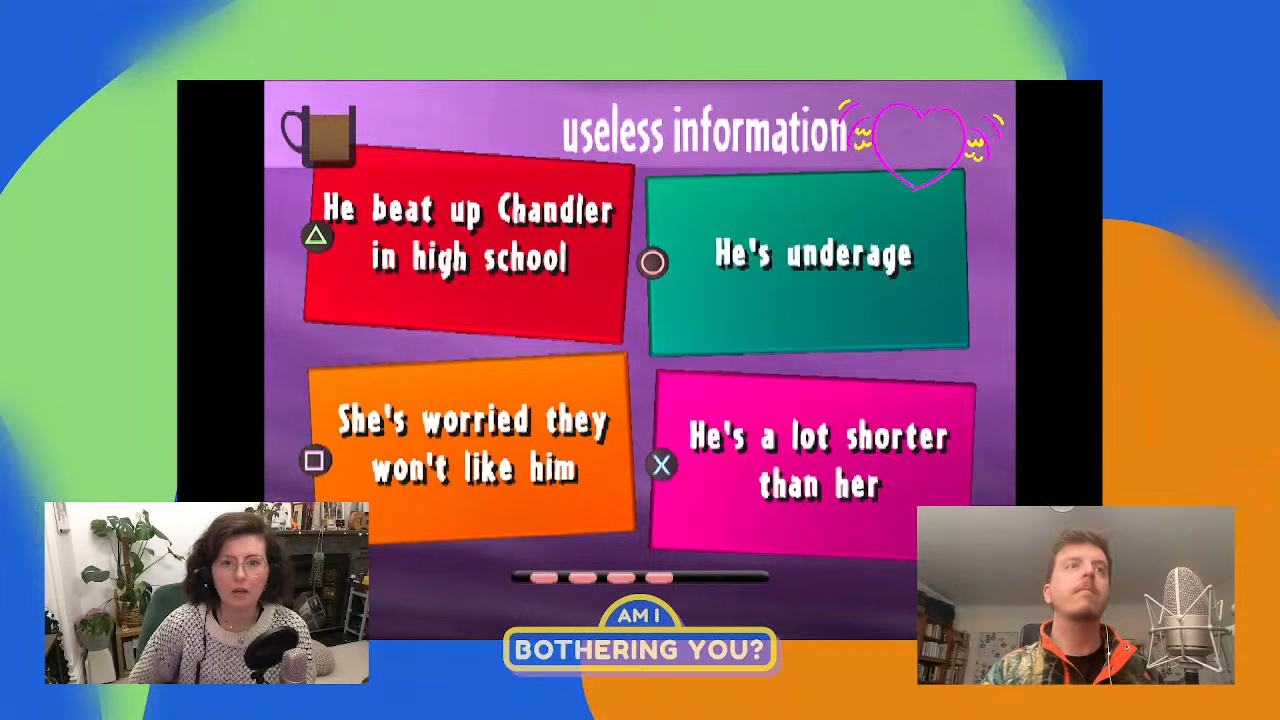 useless information
He beat up Chandler
in high school
He's underage
She's worried they
won't like him
He's a lot shorter
than her
AM I
BOTHERING YOU?